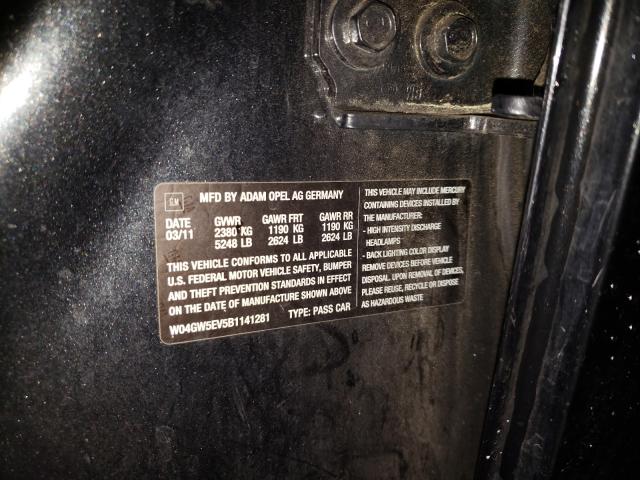 GM
MFD BY ADAM OPEL AG GERMANY
DATE GVWR GAWR FRT GAWR RR
03/11 2380 KG 1190 KG 1190 KG
5248 LB 2624 LB 2624 LB
THIS VEHICLE CONFORMS TO ALL APPLICABLE
U.S. FEDERAL MOTOR VEHICLE SAFETY, BUMPER
AND THEFT PREVENTION STANDARDS IN EFFECT
ON THE DATE OF MANUFACTURE SHOWN ABOVE
W04GW5EV5B1141281 TYPE: PASS CAR
THIS VEHICLE MAY INCLUDE MERCURY
CONTAINING DEVICES INSTALLED BY
THE MANUFACTURER:
- HIGH INTENSITY DISCHARGE
HEADLAMPS
- BACK LIGHTING COLOR DISPLAY
REMOVE DEVICES BEFORE VEHICLE
DISPOSAL. UPON REMOVAL OF DEVICES,
PLEASE REUSE, RECYCLE OR DISPOSE
AS HAZARDOUS WASTE